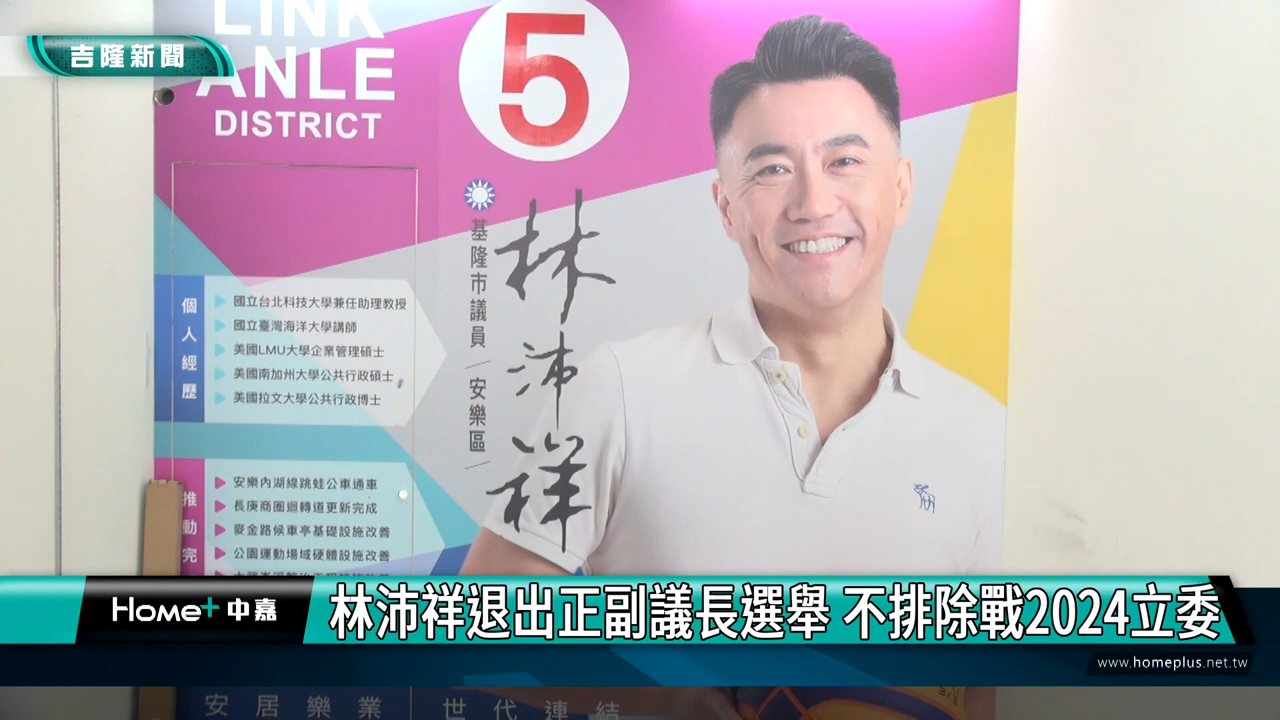 吉隆新聞
LINK
ANLE
DISTRICT
5
基隆市議員 / 安樂區 /
林沛祥
個人經歷
國立台北科技大學兼任助理教授
國立臺灣海洋大學講師
美國LMU大學企業管理碩士
美國南加州大學公共行政碩士
美國拉文大學公共行政博士
推動完
安樂內湖線跳蛙公車通車
長庚商圈迴轉道更新完成
麥金路候車亭基礎設施改善
公園運動場域硬體設施改善
Home+中嘉
林沛祥退出正副議長選舉 不排除戰2024立委
www.homeplus.net.tw
安居樂業 世代連結